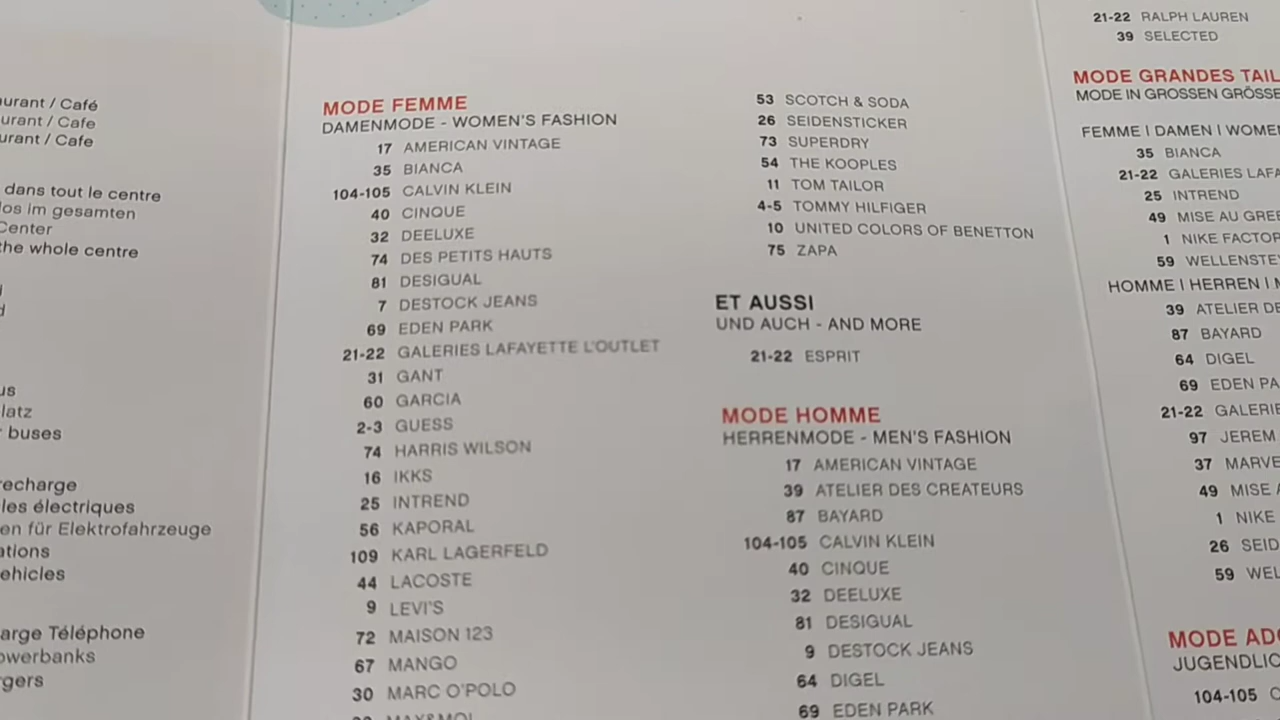 urant / Café
urant / Cafe
urant / Cafe
dans tout le centre
los im gesamten
Center
the whole centre
us
latz
buses
recharge
les électriques
en für Elektrofahrzeuge
ations
ehicles
arge Téléphone
owerbanks
rgers
MODE FEMME
DAMENMODE - WOMEN'S FASHION
17 AMERICAN VINTAGE
35 BIANCA
104-105 CALVIN KLEIN
40 CINQUE
32 DEELUXE
74 DES PETITS HAUTS
81 DESIGUAL
7 DESTOCK JEANS
69 EDEN PARK
21-22 GALERIES LAFAYETTE L'OUTLET
31 GANT
60 GARCIA
2-3 GUESS
74 HARRIS WILSON
16 IKKS
25 INTREND
56 KAPORAL
109 KARL LAGERFELD
44 LACOSTE
9 LEVI'S
72 MAISON 123
67 MANGO
30 MARC O'POLO
53 SCOTCH & SODA
26 SEIDENSTICKER
73 SUPERDRY
54 THE KOOPLES
11 TOM TAILOR
4-5 TOMMY HILFIGER
10 UNITED COLORS OF BENETTON
75 ZAPA
ET AUSSI
UND AUCH - AND MORE
21-22 ESPRIT
MODE HOMME
HERRENMODE - MEN'S FASHION
17 AMERICAN VINTAGE
39 ATELIER DES CREATEURS
87 BAYARD
104-105 CALVIN KLEIN
40 CINQUE
32 DEELUXE
81 DESIGUAL
9 DESTOCK JEANS
64 DIGEL
69 EDEN PARK
21-22 RALPH LAUREN
39 SELECTED
MODE GRANDES TAIL
MODE IN GROSSEN GRÖSSE
FEMME | DAMEN | WOME
35 BIANCA
21-22 GALERIES LAFA
25 INTREND
49 MISE AU GRE
1 NIKE FACTOR
59 WELLENSTE
HOMME | HERREN | M
39 ATELIER DE
87 BAYARD
64 DIGEL
69 EDEN PA
21-22 GALERIE
97 JEREM
37 MARVE
49 MISE
1 NIKE
26 SEID
59 WEL
MODE ADO
JUGENDLIC
104-105 C